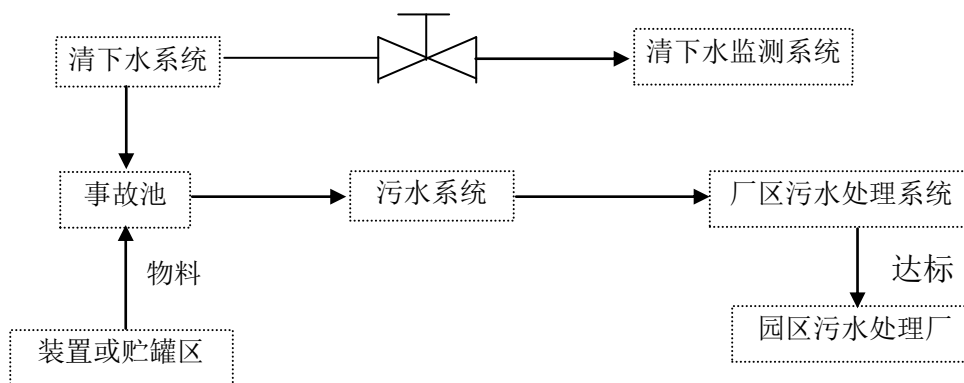 清下水系统
清下水监测系统
事故池
污水系统
厂区污水处理系统
物料
达标
装置或贮罐区
园区污水处理厂